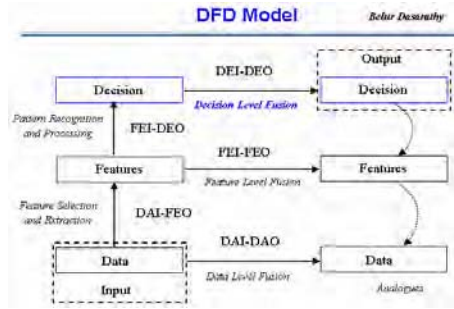 DFD Model
Belur Dasarathy
Output
DEI-DEO
Decision
Decision
Decision Level Fusion
Pattern Recognition
and Processing
FEI-DEO
FEI-FEO
Features
Features
Feature Level Fusion
Feature Selection
and Extraction
DAI-FEO
DAI-DAO
Data
Data
Data Level Fusion
Analogues
Input